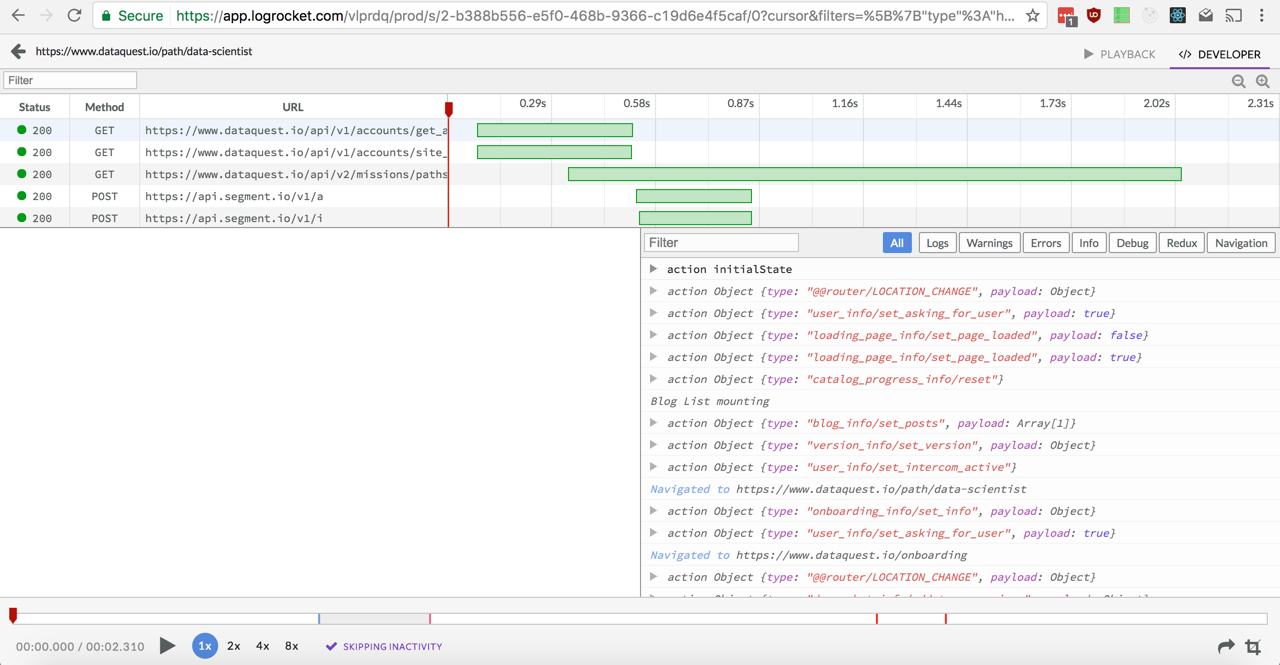 Secure https://app.logrocket.com/vlprdq/prod/s/2-b388b556-e5f0-468b-9366-c19d6e4f5caf/0?cursor&filters=%5B%7B"type"%3A"h... 1
https://www.dataquest.io/path/data-scientist PLAYBACK </> DEVELOPER
Filter
Status Method URL 0.29s 0.58s 0.87s 1.16s 1.44s 1.73s 2.02s 2.31s
200 GET https://www.dataquest.io/api/v1/accounts/get_a
200 GET https://www.dataquest.io/api/v1/accounts/site_
200 GET https://www.dataquest.io/api/v2/missions/paths
200 POST https://api.segment.io/v1/a
200 POST https://api.segment.io/v1/i
Filter All Logs Warnings Errors Info Debug Redux Navigation
action initialState
action Object {type: "@@router/LOCATION_CHANGE", payload: Object}
action Object {type: "user_info/set_asking_for_user", payload: true}
action Object {type: "loading_page_info/set_page_loaded", payload: false}
action Object {type: "loading_page_info/set_page_loaded", payload: true}
action Object {type: "catalog_progress_info/reset"}
Blog List mounting
action Object {type: "blog_info/set_posts", payload: Array[1]}
action Object {type: "version_info/set_version", payload: Object}
action Object {type: "user_info/set_intercom_active"}
Navigated to https://www.dataquest.io/path/data-scientist
action Object {type: "onboarding_info/set_info", payload: Object}
action Object {type: "user_info/set_asking_for_user", payload: true}
Navigated to https://www.dataquest.io/onboarding
action Object {type: "@@router/LOCATION_CHANGE", payload: Object}
00:00.000 / 00:02.310 1x 2x 4x 8x SKIPPING INACTIVITY